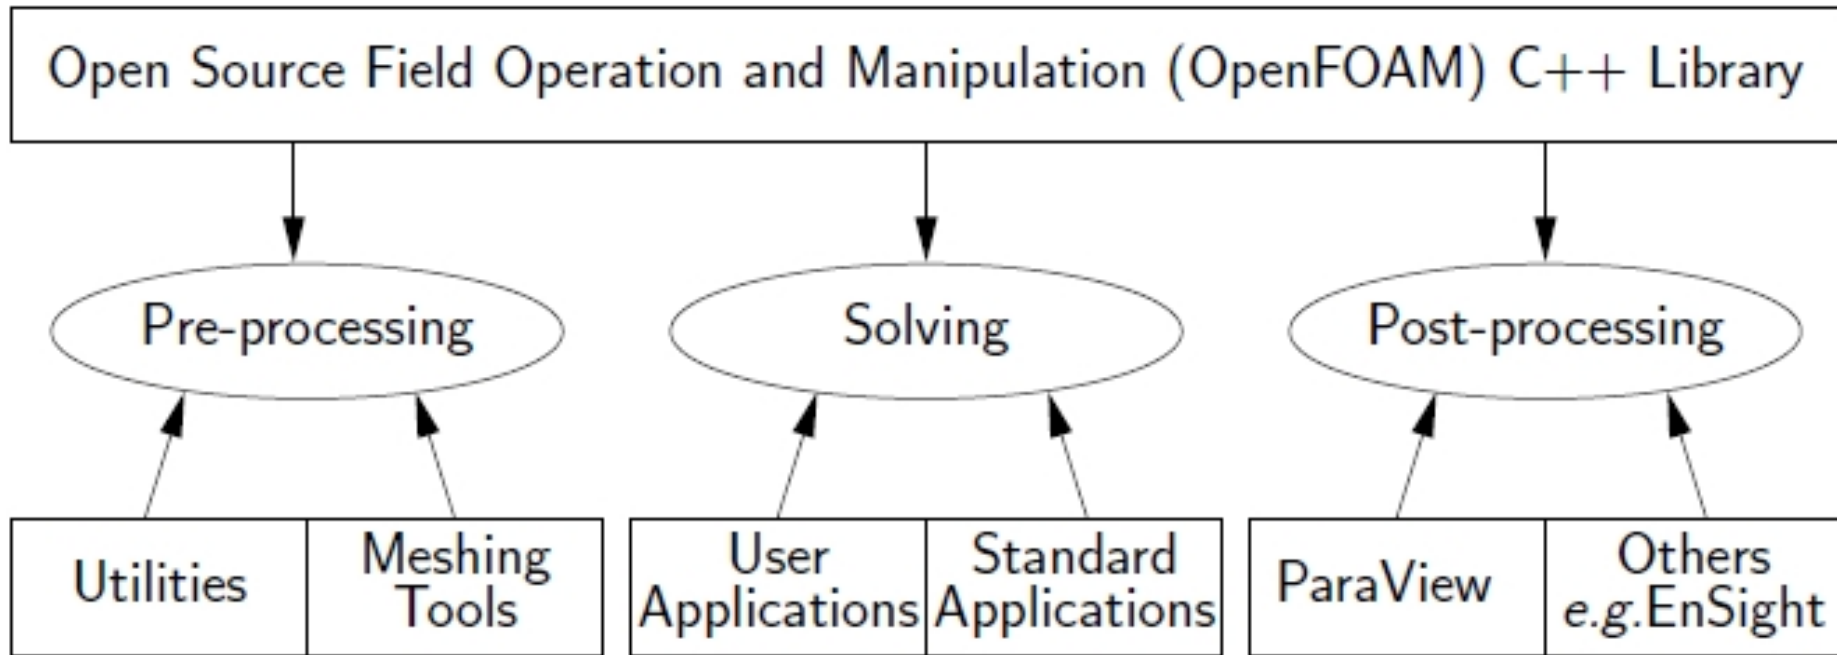 Open Source Field Operation and Manipulation (OpenFOAM) C++ Library
Pre-processing
Solving
Post-processing
Utilities
Meshing
Tools
User
Applications
Standard
Applications
ParaView
Others
e.g.EnSight